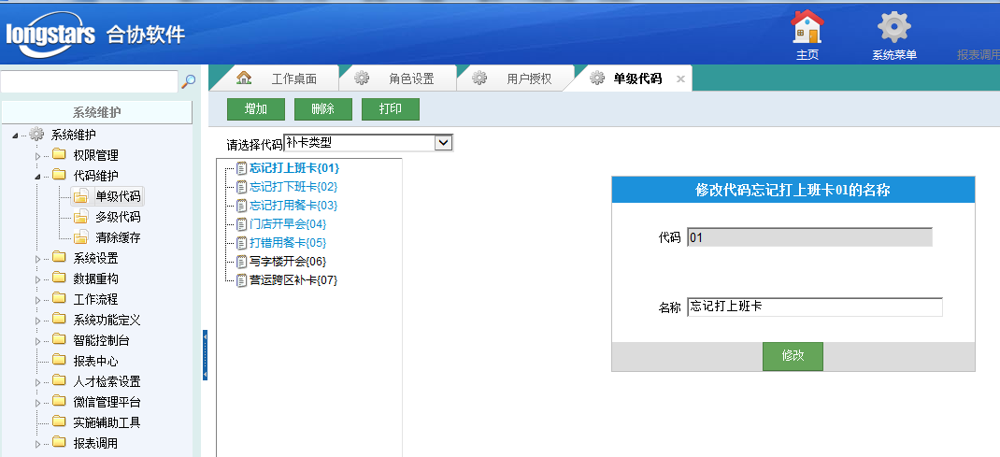 longstars 合协软件
主页
系统菜单
报表调用
工作桌面
角色设置
用户授权
单级代码
增加
删除
打印
系统维护
系统维护
权限管理
代码维护
单级代码
多级代码
清除缓存
系统设置
数据重构
工作流程
系统功能定义
智能控制台
报表中心
人才检索设置
微信管理平台
实施辅助工具
报表调用
请选择代码 补卡类型
忘记打上班卡{01}
忘记打下班卡{02}
忘记打用餐卡{03}
门店开早会{04}
打错用餐卡{05}
写字楼开会{06}
营运跨区补卡{07}
修改代码忘记打上班卡01的名称
代码 01
名称 忘记打上班卡
修改